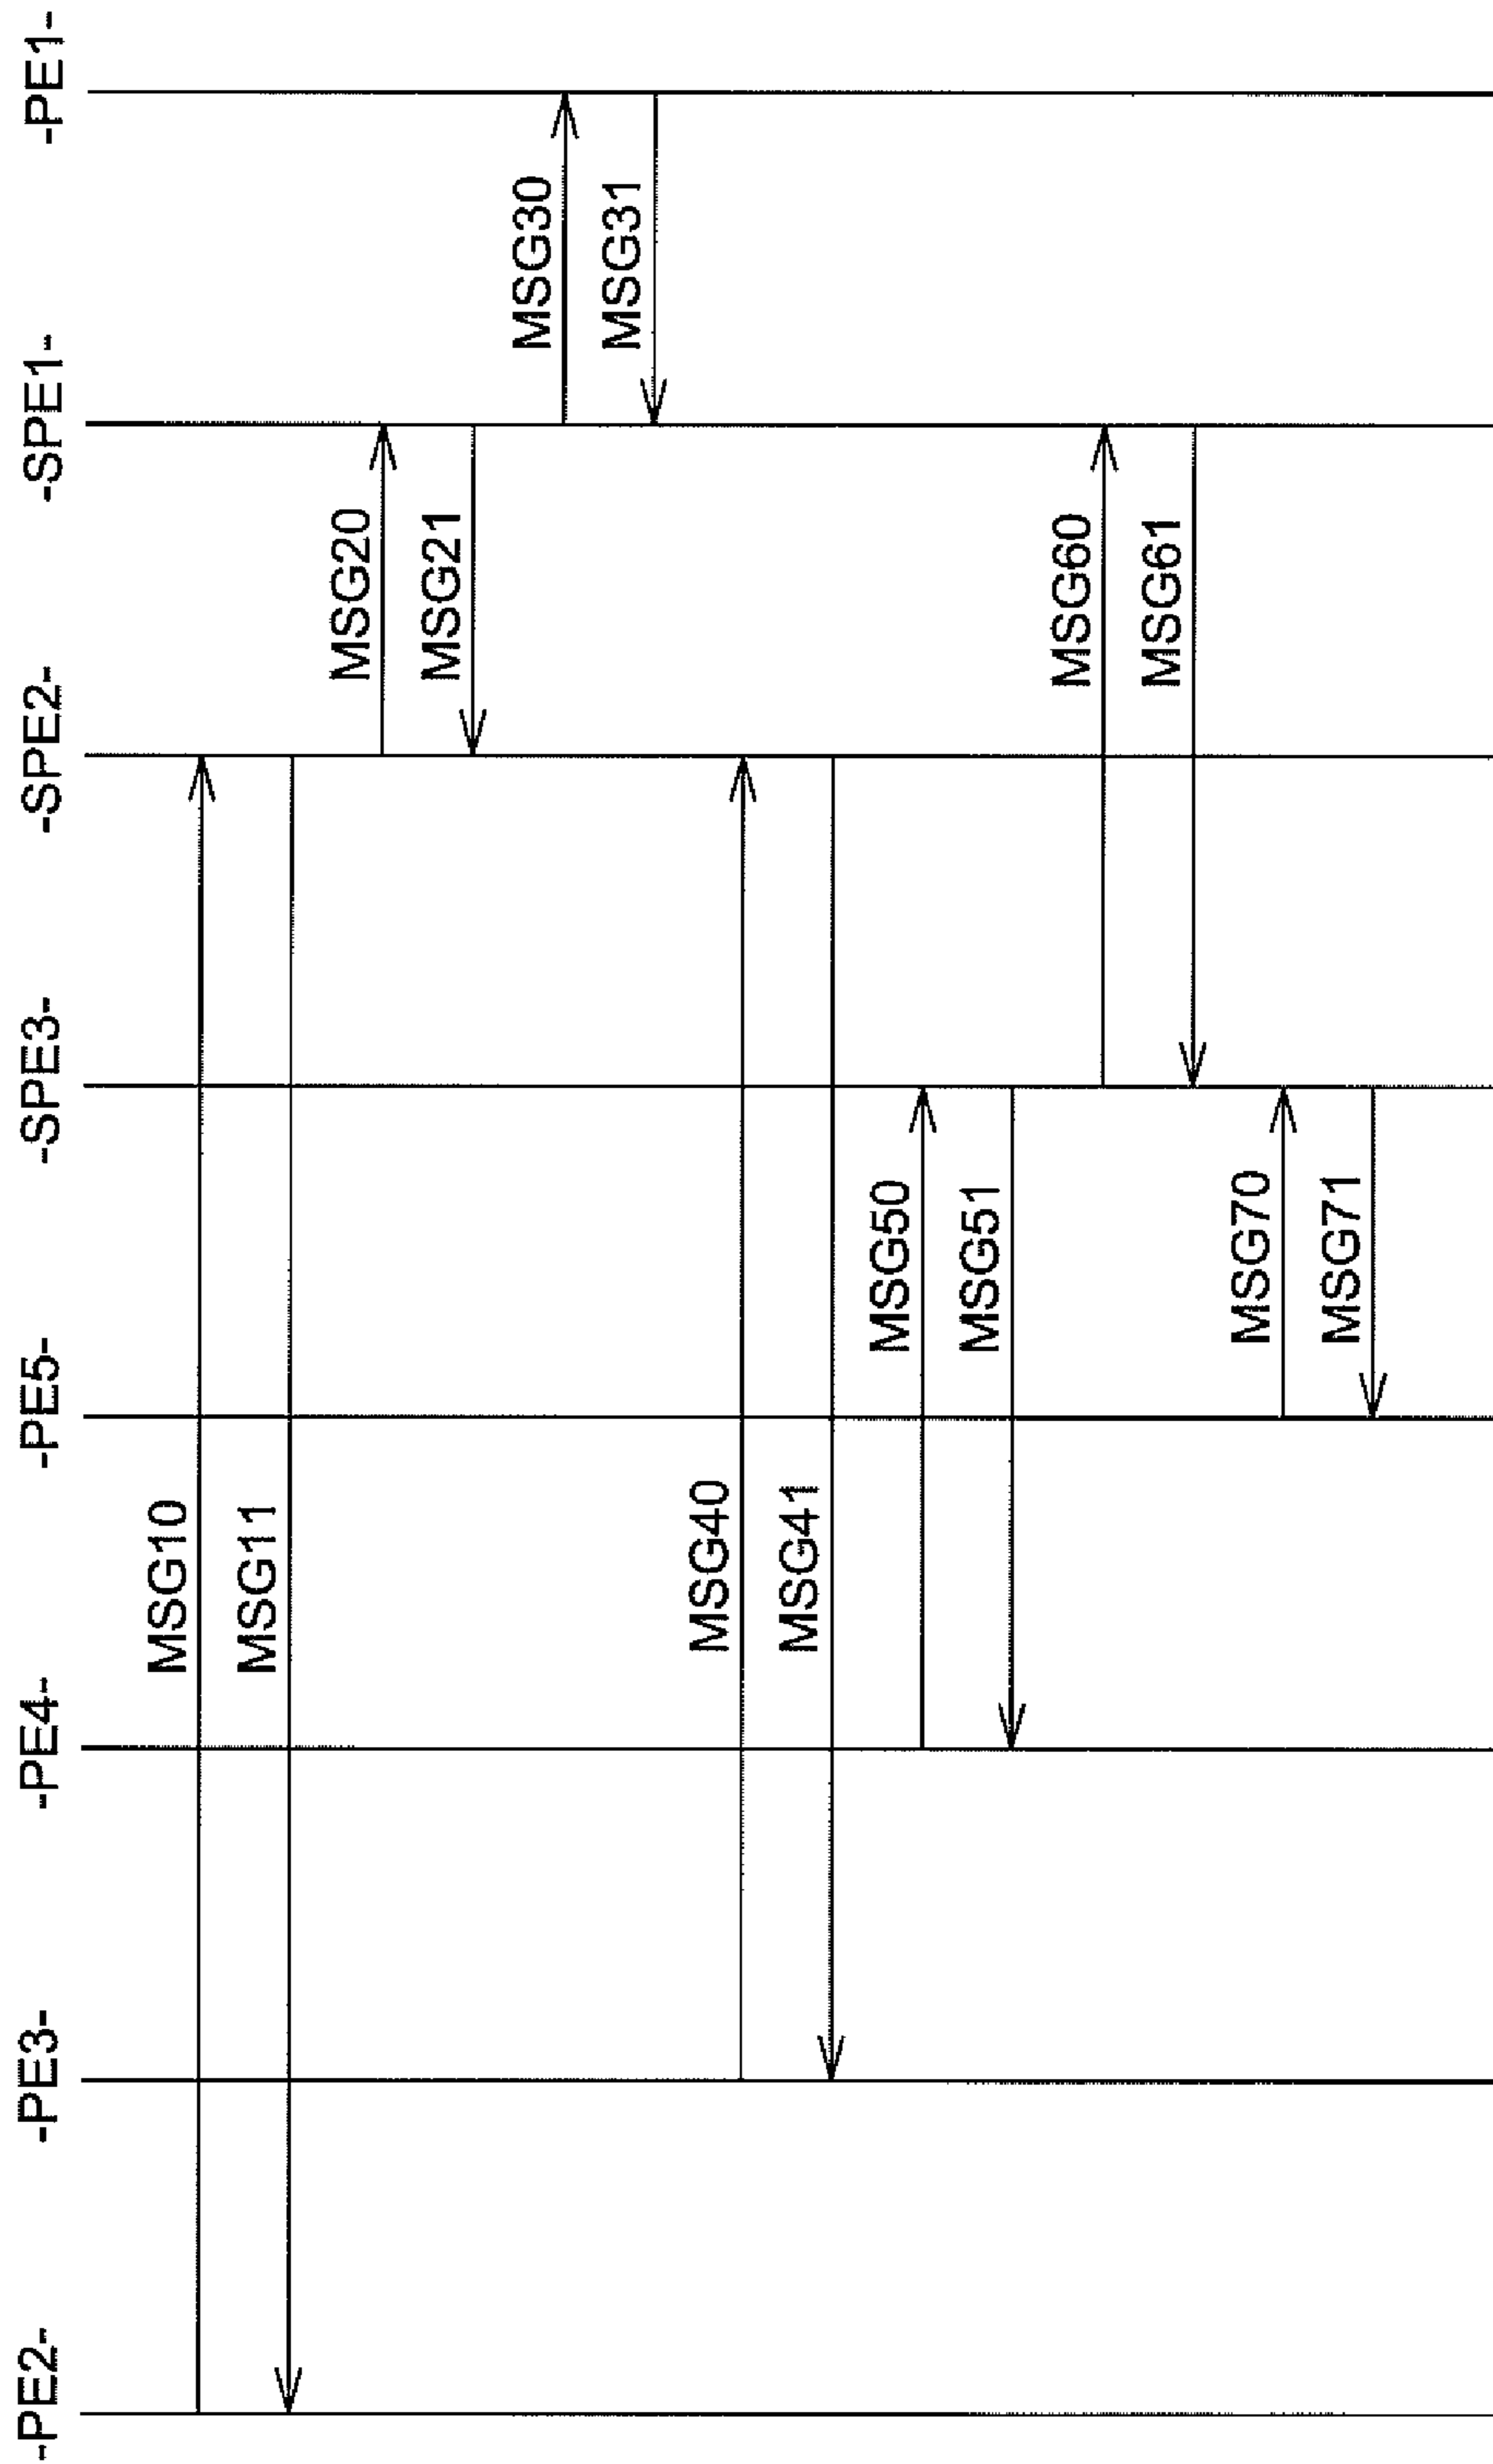 -PE2-
-PE3-
-PE4-
-PE5-
-SPE3-
-SPE2-
-SPE1-
-PE1-
MSG10
MSG11
MSG20
MSG21
MSG30
MSG31
MSG40
MSG41
MSG50
MSG51
MSG60
MSG61
MSG70
MSG71